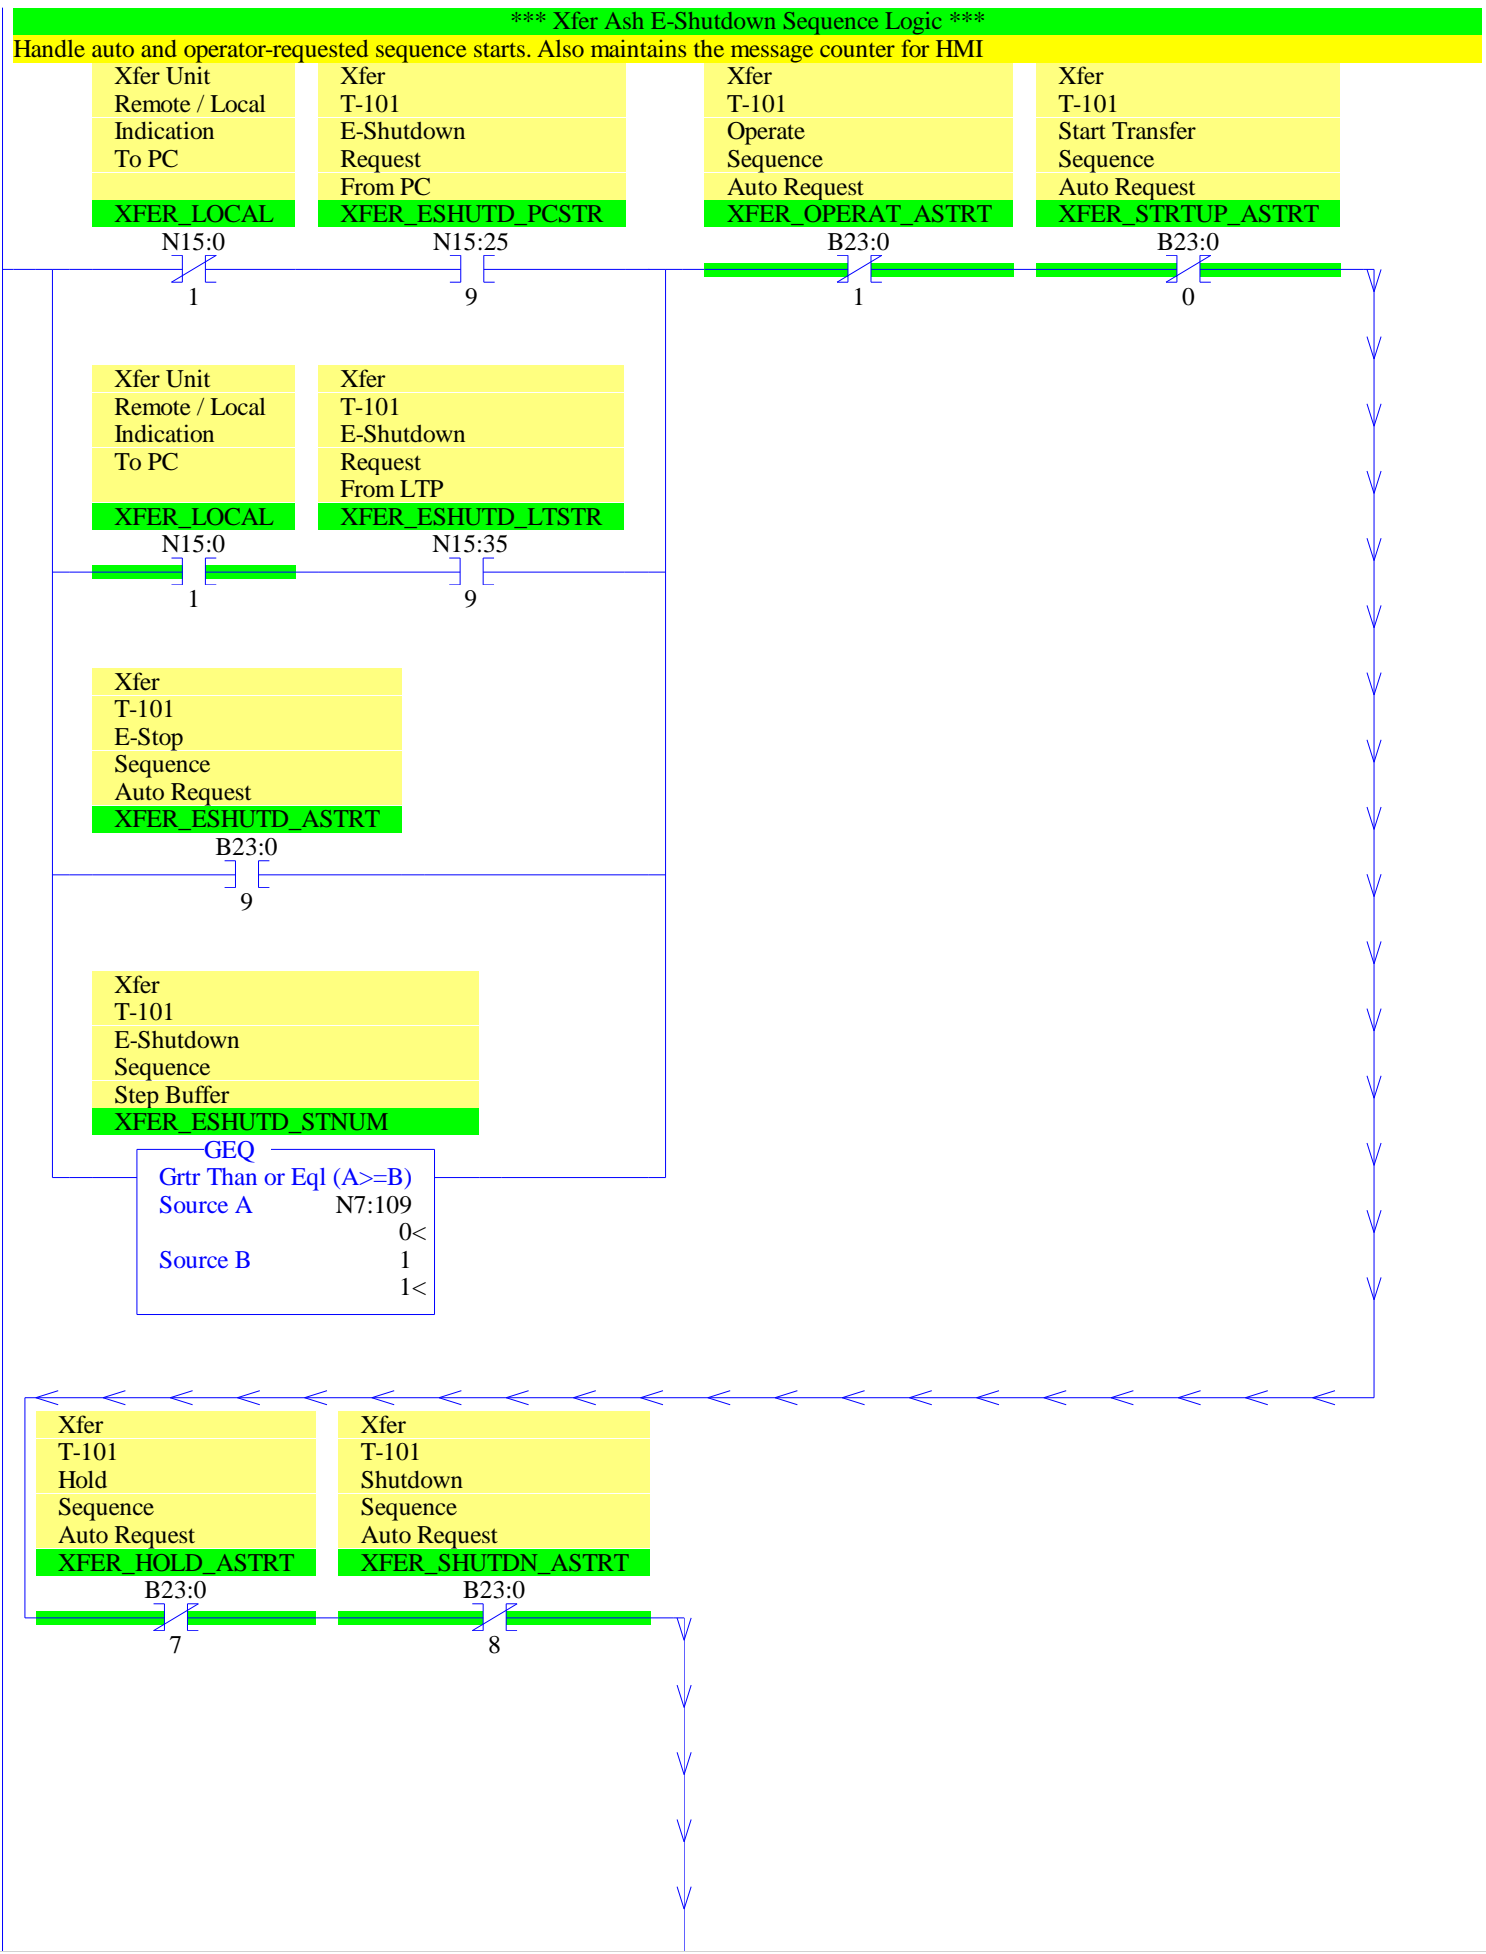 *** Xfer Ash E-Shutdown Sequence Logic ***
Handle auto and operator-requested sequence starts. Also maintains the message counter for HMI
Xfer Unit
Remote / Local
Indication
To PC
XFER_LOCAL
N15:0
1
Xfer
T-101
E-Shutdown
Request
From PC
XFER_ESHUTD_PCSTR
N15:25
9
Xfer
T-101
Operate
Sequence
Auto Request
XFER_OPERAT_ASTRT
B23:0
1
Xfer
T-101
Start Transfer
Sequence
Auto Request
XFER_STRTUP_ASTRT
B23:0
0
Xfer Unit
Remote / Local
Indication
To PC
XFER_LOCAL
N15:0
1
Xfer
T-101
E-Shutdown
Request
From LTP
XFER_ESHUTD_LTSTR
N15:35
9
Xfer
T-101
E-Stop
Sequence
Auto Request
XFER_ESHUTD_ASTRT
B23:0
9
Xfer
T-101
E-Shutdown
Sequence
Step Buffer
XFER_ESHUTD_STNUM
GEQ
Grtr Than or Eql (A>=B)
Source A N7:109
0<
Source B 1
1<
Xfer
T-101
Hold
Sequence
Auto Request
XFER_HOLD_ASTRT
B23:0
7
Xfer
T-101
Shutdown
Sequence
Auto Request
XFER_SHUTDN_ASTRT
B23:0
8